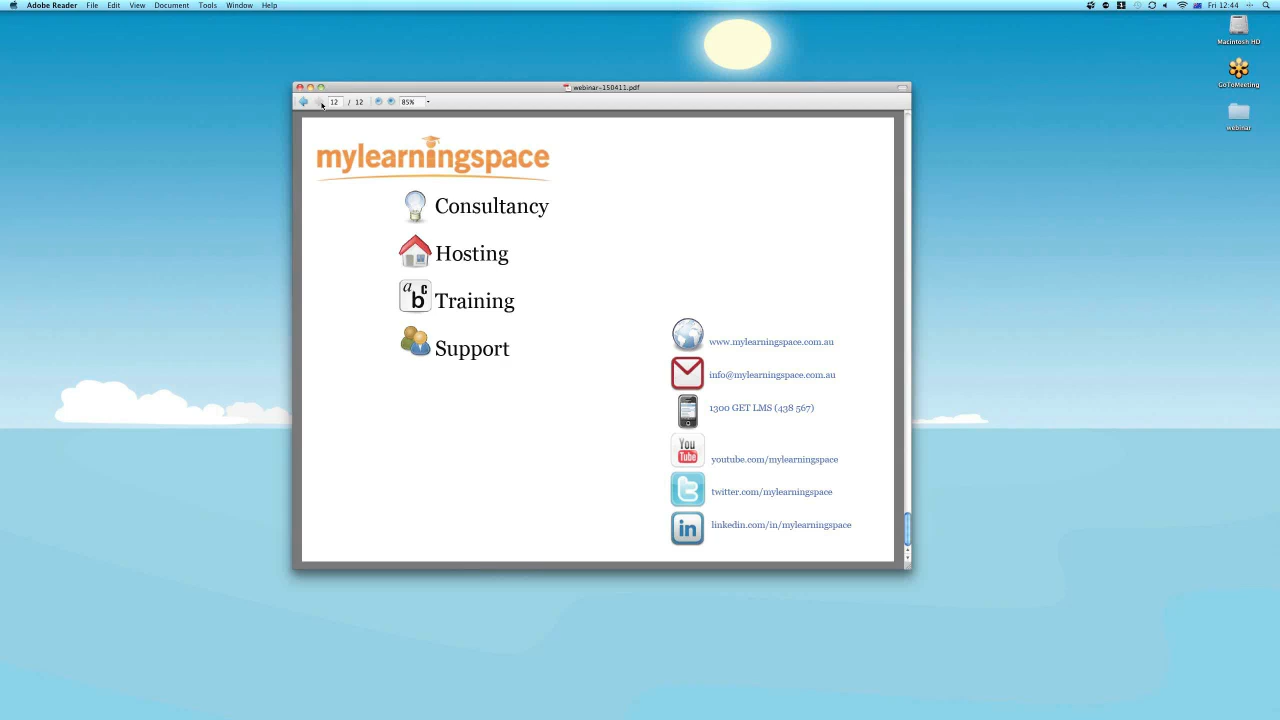 Adobe Reader File Edit View Document Tools Window Help
Fri 12:44
Macintosh HD
GoToMeeting
webinar
webinar-150411.pdf
12 / 12 85%
mylearningspace
Consultancy
Hosting
abc
Training
Support
www.mylearningspace.com.au
info@mylearningspace.com.au
1300 GET LMS (438 567)
You
Tube
youtube.com/mylearningspace
t
twitter.com/mylearningspace
in
linkedin.com/in/mylearningspace